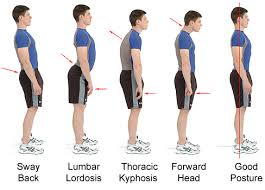 Sway
Back
Lumbar
Lordosis
Thoracic
Kyphosis
Forward
Head
Good
Posture